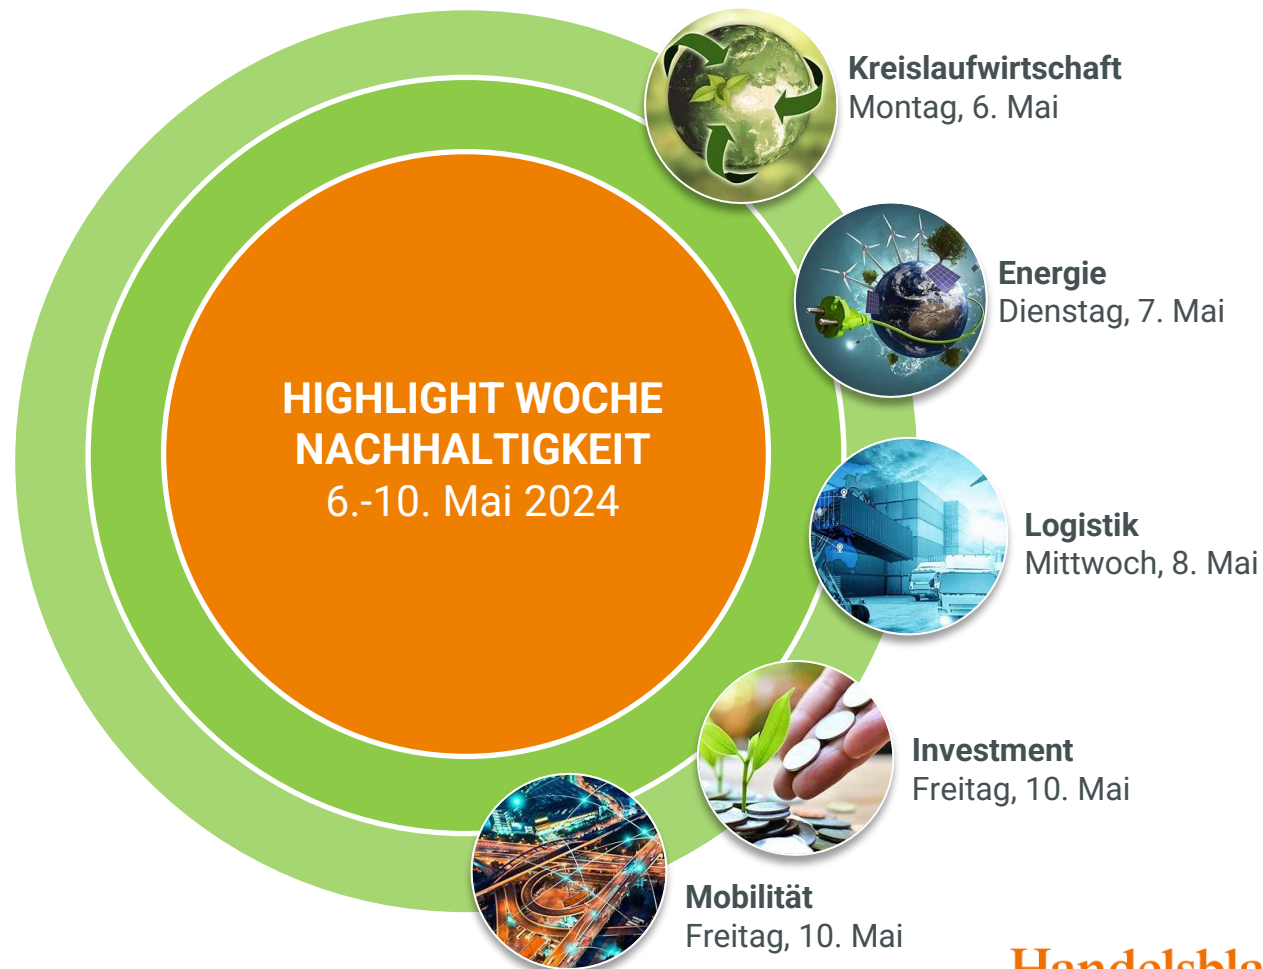 Kreislaufwirtschaft
Montag, 6. Mai
Energie
Dienstag, 7. Mai
HIGHLIGHT WOCHE
NACHHALTIGKEIT
6.-10. Mai 2024
Logistik
Mittwoch, 8. Mai
Investment
Freitag, 10. Mai
Mobilität
Freitag, 10. Mai